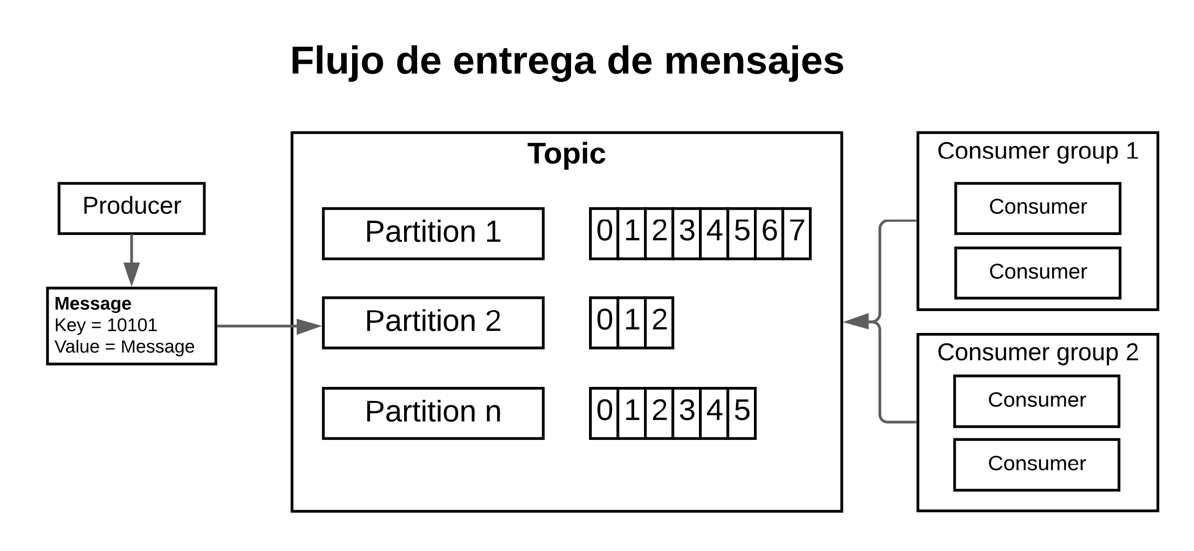 Flujo de entrega de mensajes
Topic
Producer
Message
Key = 10101
Value = Message
Partition 1
0 1 2 3 4 5 6 7
Partition 2
0 1 2
Partition n
0 1 2 3 4 5
Consumer group 1
Consumer
Consumer
Consumer group 2
Consumer
Consumer